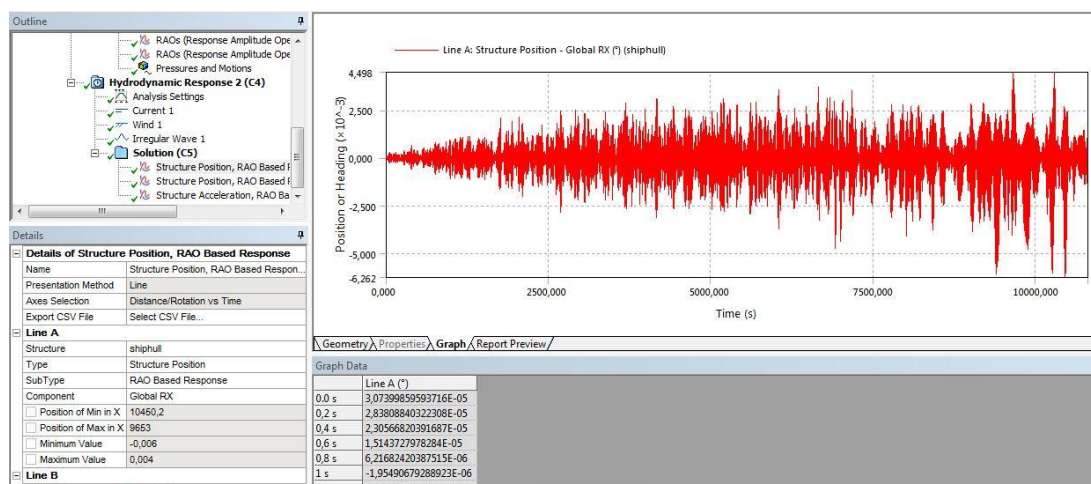 Outline
RAOs (Response Amplitude Ope
RAOs (Response Amplitude Ope
Pressures and Motions
Hydrodynamic Response 2 (C4)
Analysis Settings
Current 1
Wind 1
Irregular Wave 1
Solution (C5)
Structure Position, RAO Based F
Structure Position, RAO Based F
Structure Acceleration, RAO Ba
Details
Details of Structure Position, RAO Based Response
Name Structure Position, RAO Based Respon...
Presentation Method Line
Axes Selection Distance/Rotation vs Time
Export CSV File Select CSV File...
Line A
Structure shiphull
Type Structure Position
SubType RAO Based Response
Component Global RX
Position of Min in X 10450,2
Position of Max in X 9653
Minimum Value -0,006
Maximum Value 0,004
Line B
Line A: Structure Position - Global RX (°) (shiphull)
Position or Heading (×10^-3)
4,498
2,500
0,000
-2,500
-5,000
-6,262
0,000 2500,000 5000,000 7500,000 10000,000
Time (s)
Geometry Properties Graph Report Preview
Graph Data
Line A (°)
0.0 s 3,07399859593716E-05
0,2 s 2,83808840322308E-05
0,4 s 2,30566820391687E-05
0,6 s 1,5143727978284E-05
0,8 s 6,21682420387515E-06
1 s -1,95490679288923E-06